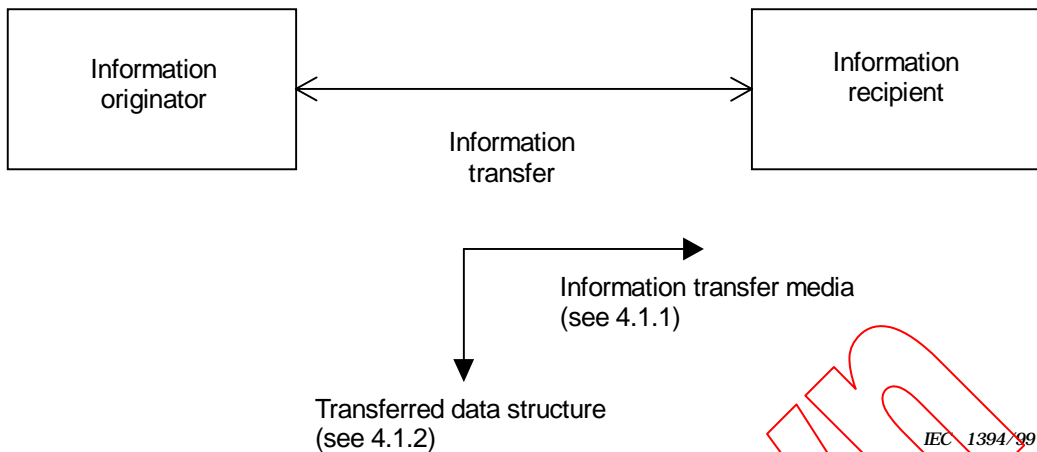 Information
originator
Information
recipient
Information
transfer
Information transfer media
(see 4.1.1)
Transferred data structure
(see 4.1.2)
IEC 1394/99